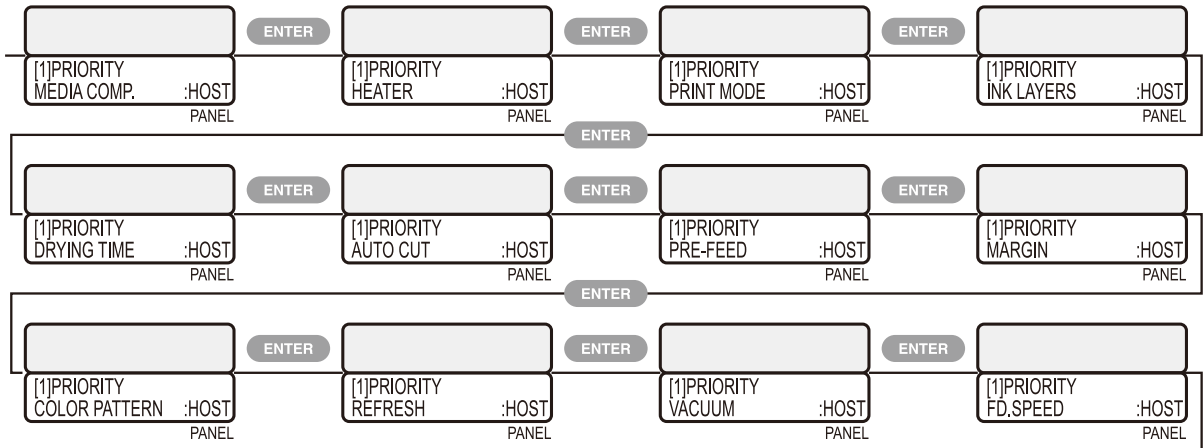 ENTER ENTER ENTER
[1]PRIORITY [1]PRIORITY [1]PRIORITY [1]PRIORITY
MEDIA COMP. :HOST HEATER :HOST PRINT MODE :HOST INK LAYERS :HOST
PANEL PANEL PANEL PANEL
ENTER
ENTER ENTER ENTER
[1]PRIORITY [1]PRIORITY [1]PRIORITY [1]PRIORITY
DRYING TIME :HOST AUTO CUT :HOST PRE-FEED :HOST MARGIN :HOST
PANEL PANEL PANEL PANEL
ENTER
ENTER ENTER ENTER
[1]PRIORITY [1]PRIORITY [1]PRIORITY [1]PRIORITY
COLOR PATTERN :HOST REFRESH :HOST VACUUM :HOST FD.SPEED :HOST
PANEL PANEL PANEL PANEL